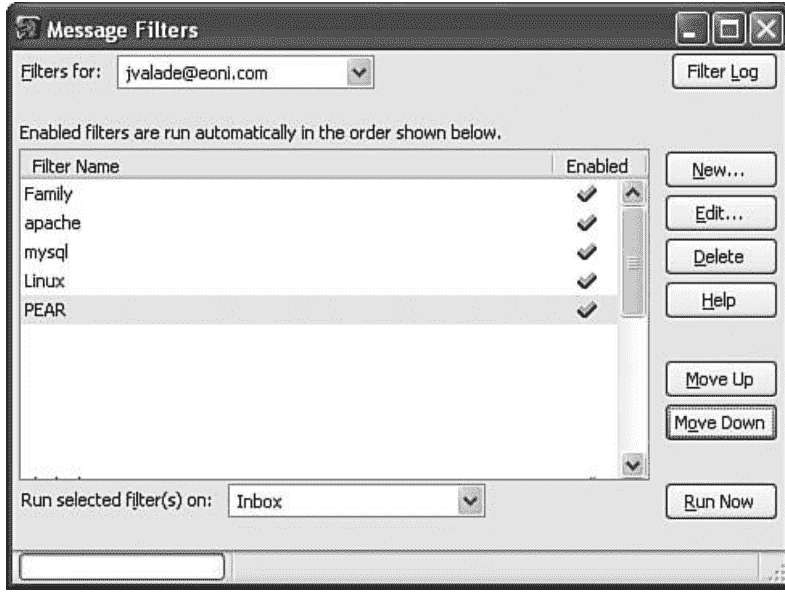 Message Filters
Filters for: jvalade@eoni.com Filter Log
Enabled filters are run automatically in the order shown below.
Filter Name Enabled
Family
apache
mysql
Linux
PEAR
New...
Edit...
Delete
Help
Move Up
Move Down
Run selected filter(s) on: Inbox Run Now